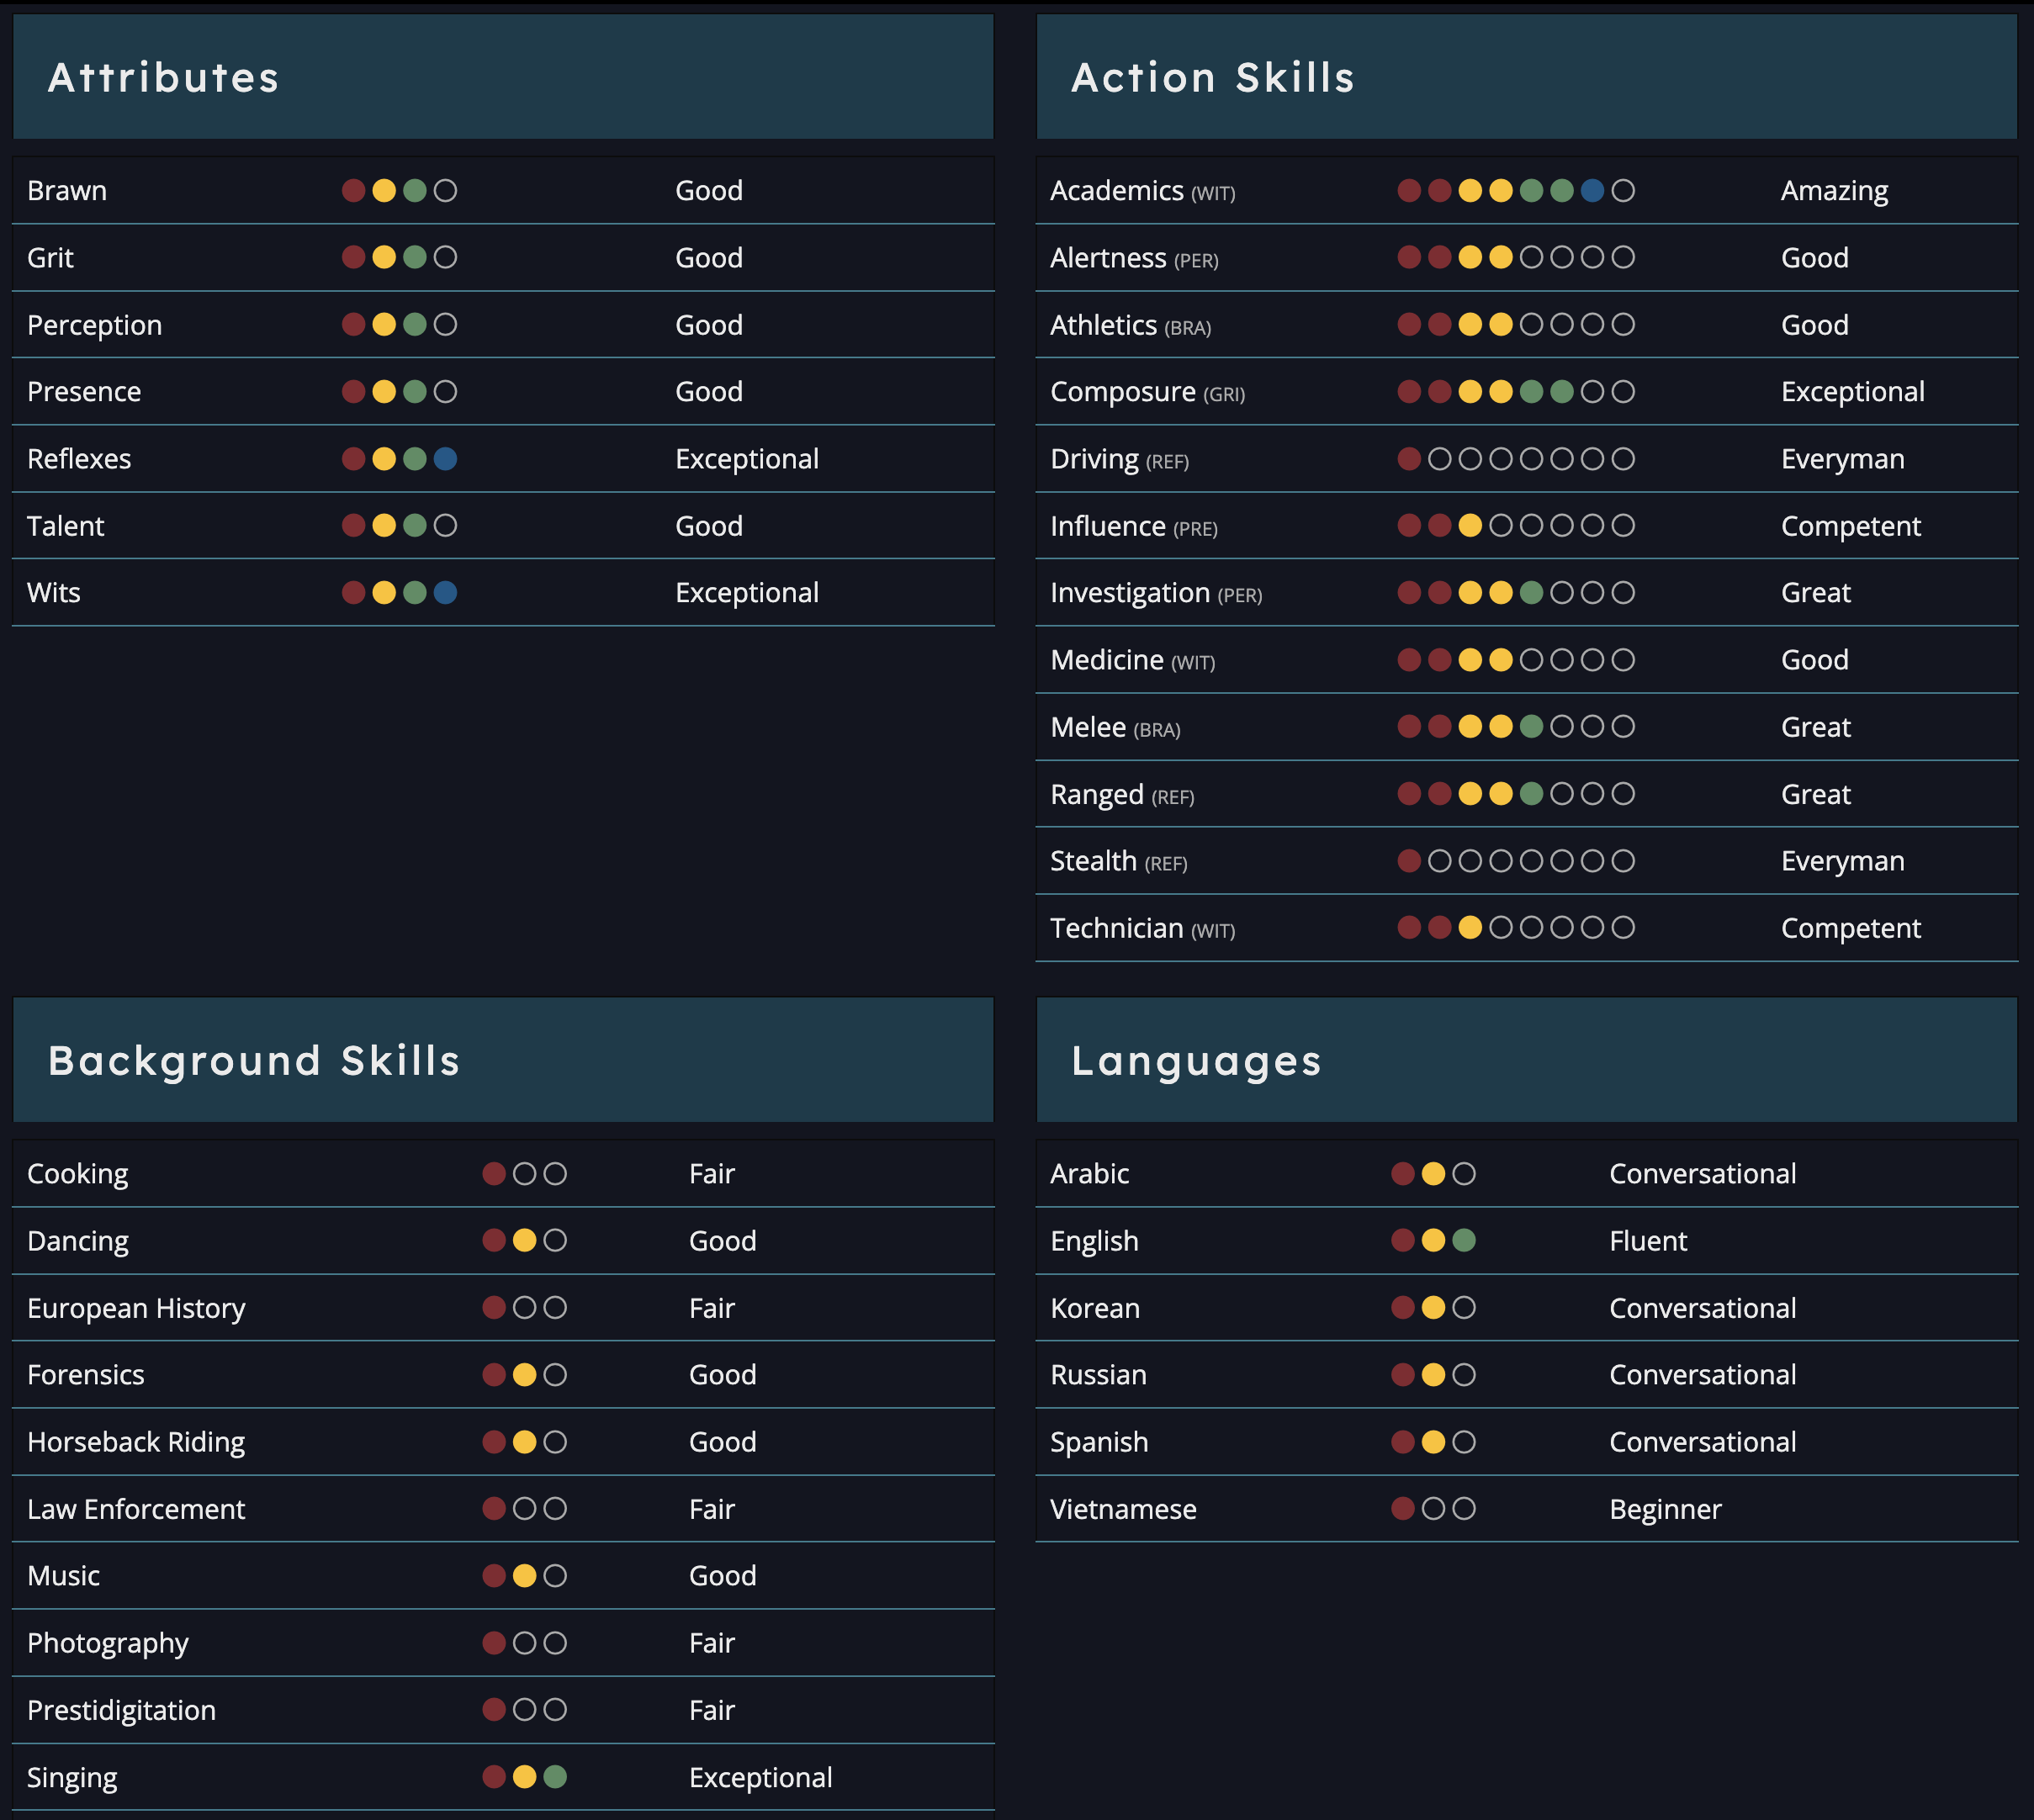 Attributes
Brawn Good
Grit Good
Perception Good
Presence Good
Reflexes Exceptional
Talent Good
Wits Exceptional
Action Skills
Academics (WIT) Amazing
Alertness (PER) Good
Athletics (BRA) Good
Composure (GRI) Exceptional
Driving (REF) Everyman
Influence (PRE) Competent
Investigation (PER) Great
Medicine (WIT) Good
Melee (BRA) Great
Ranged (REF) Great
Stealth (REF) Everyman
Technician (WIT) Competent
Background Skills
Cooking Fair
Dancing Good
European History Fair
Forensics Good
Horseback Riding Good
Law Enforcement Fair
Music Good
Photography Fair
Prestidigitation Fair
Singing Exceptional
Languages
Arabic Conversational
English Fluent
Korean Conversational
Russian Conversational
Spanish Conversational
Vietnamese Beginner